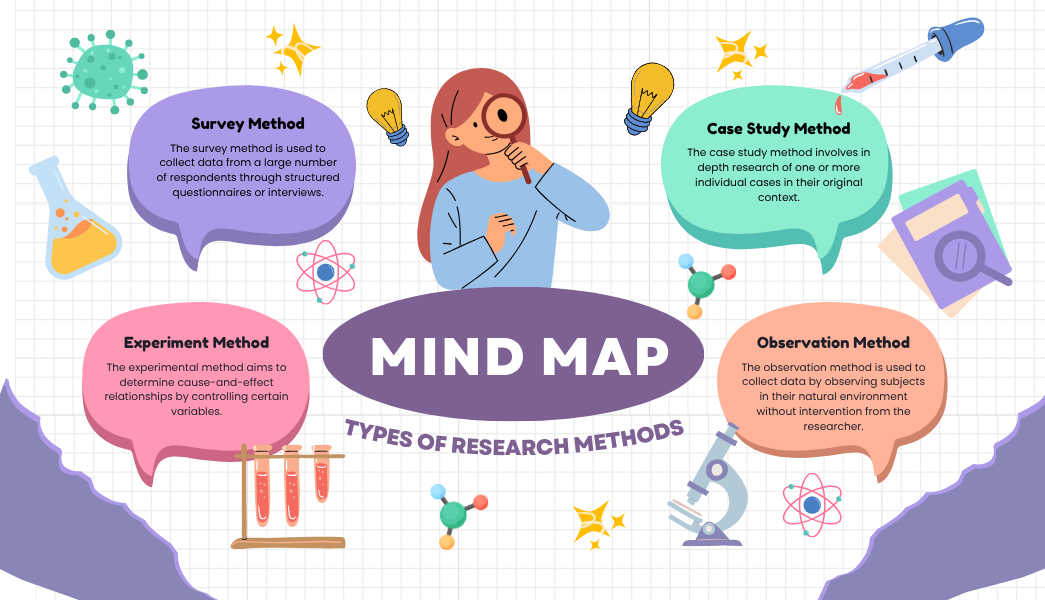 Survey Method
The survey method is used to
collect data from a large number
of respondents through structured
questionnaires or interviews.
Case Study Method
The case study method involves in
depth research of one or more
individual cases in their original
context.
Experiment Method
The experimental method aims to
determine cause-and-effect
relationships by controlling certain
variables.
MIND MAP
TYPES OF RESEARCH METHODS
Observation Method
The observation method is used to
collect data by observing subjects
in their natural environment
without intervention from the
researcher.